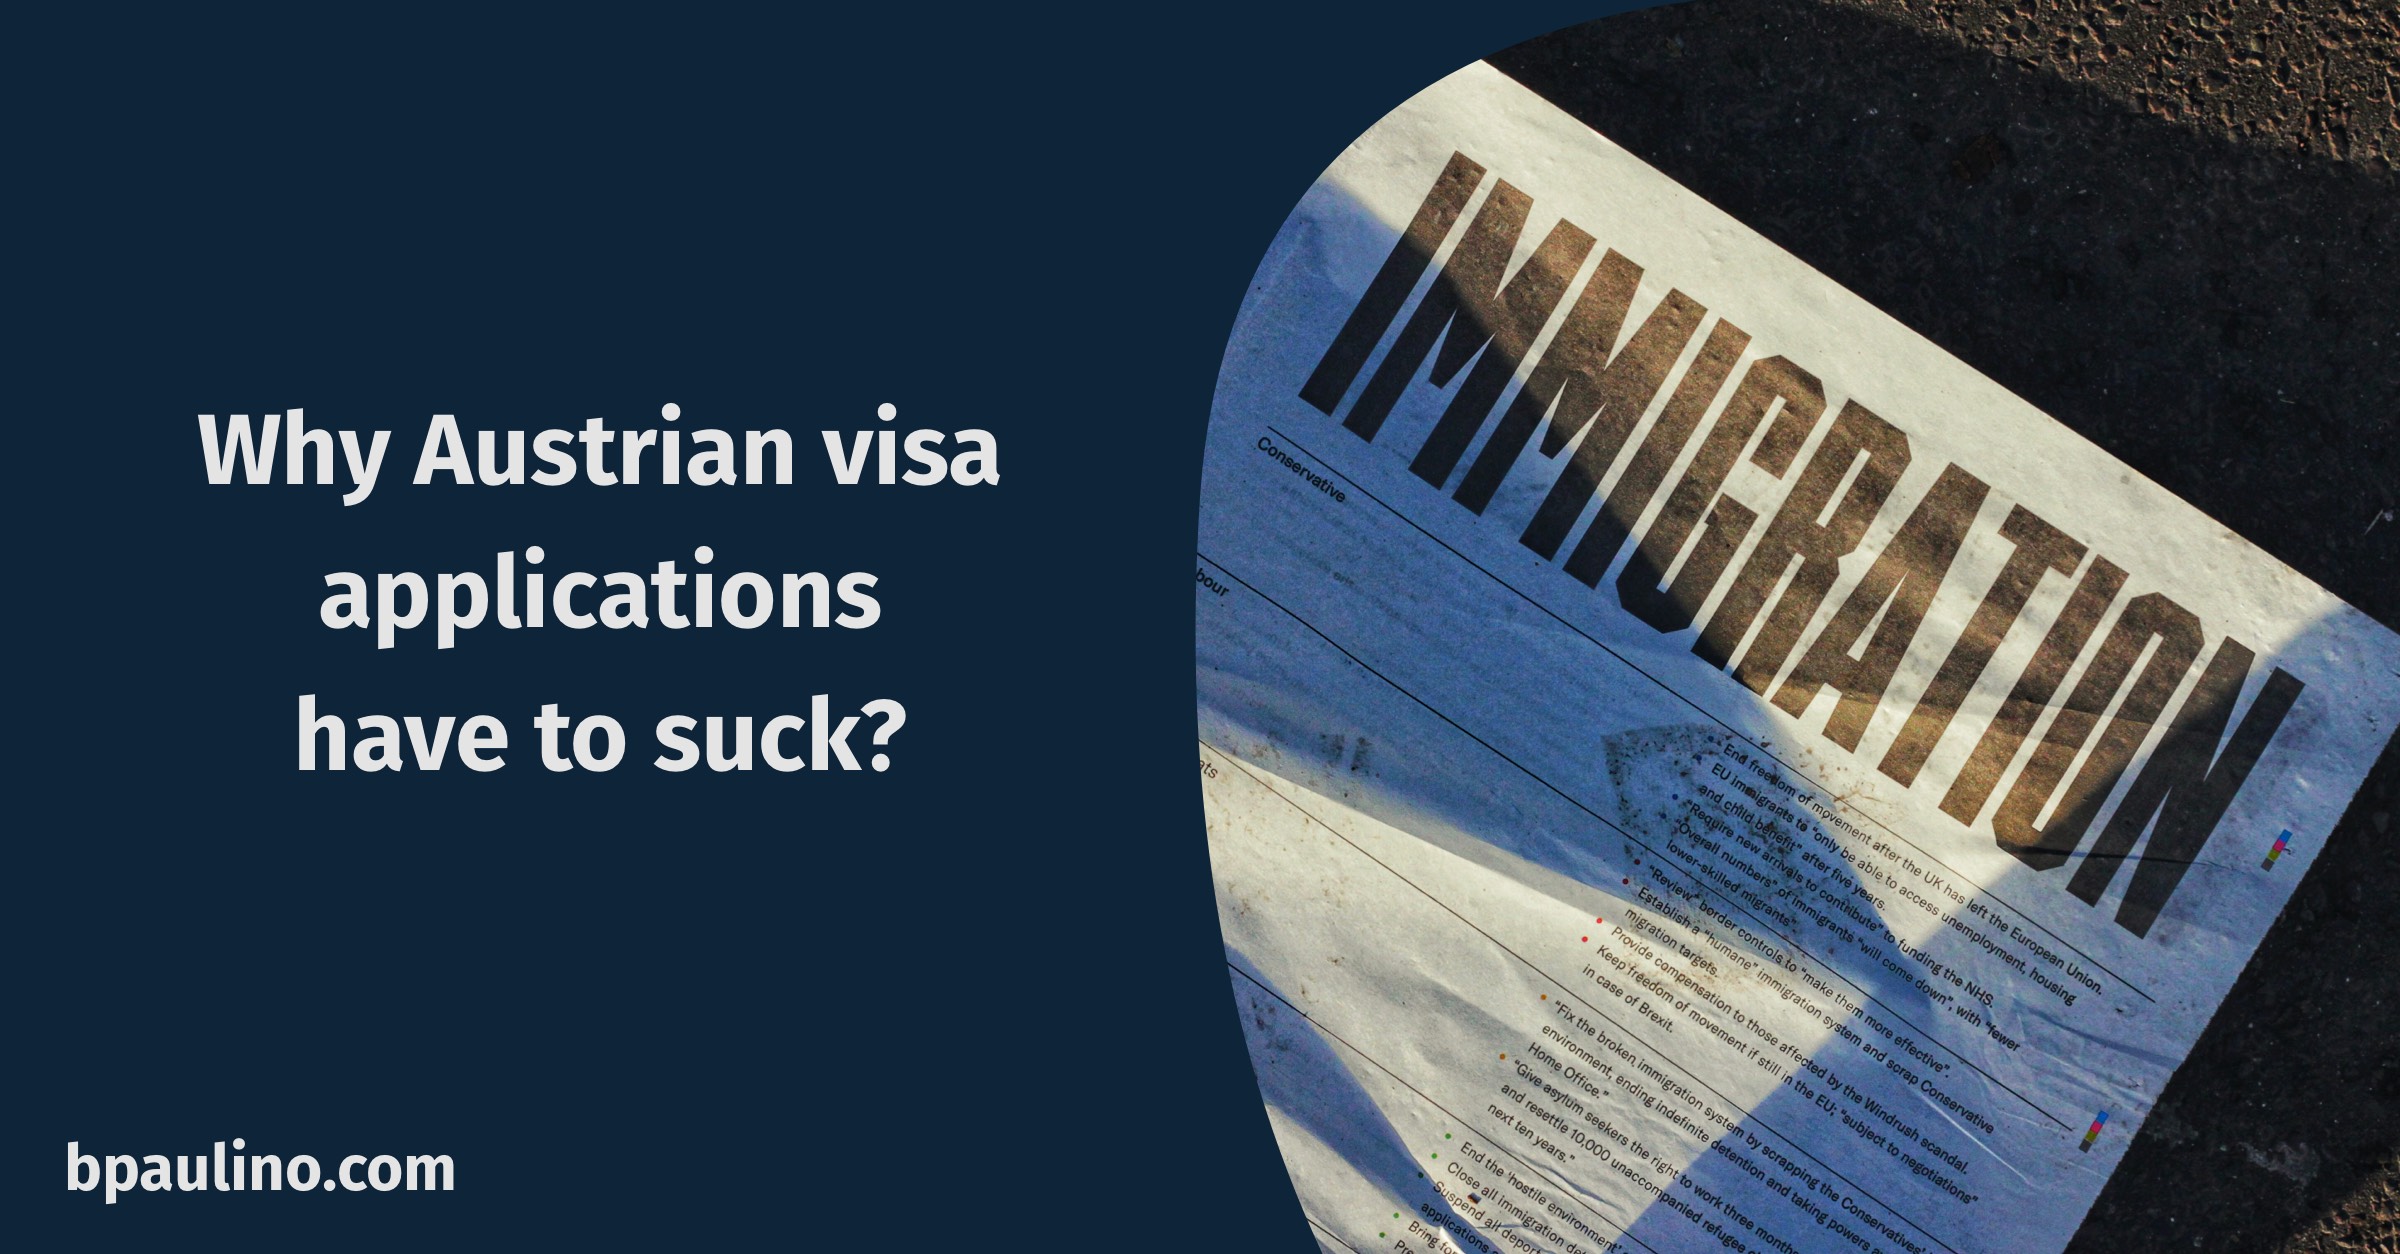 Why Austrian visa
applications
have to suck?
bpaulino.com
IMMIGRATION
Conservative
End freedom of movement after the UK has left the European Union.
EU immigrants to "only be able to access unemployment, housing
and child benefit" after five years.
"Require new arrivals to contribute" to funding the NHS.
"Overall numbers" of immigrants "will come down", with "fewer
lower-skilled migrants"
bour
"Review" border controls to "make them more effective".
Establish a "humane" immigration system and scrap Conservative
migration targets.
Provide compensation to those affected by the Windrush scandal.
Keep freedom of movement if still in the EU; "subject to negotiations"
in case of Brexit.
ats
"Fix the broken immigration system by scrapping the Conservatives'
environment, ending indefinite detention and taking powers
Home Office."
"Give asylum seekers the right to work three months
and resettle 10,000 unaccompanied refugee
next ten years."
End the 'hostile environment'
Close all immigration
Suspend all
applications
Bring